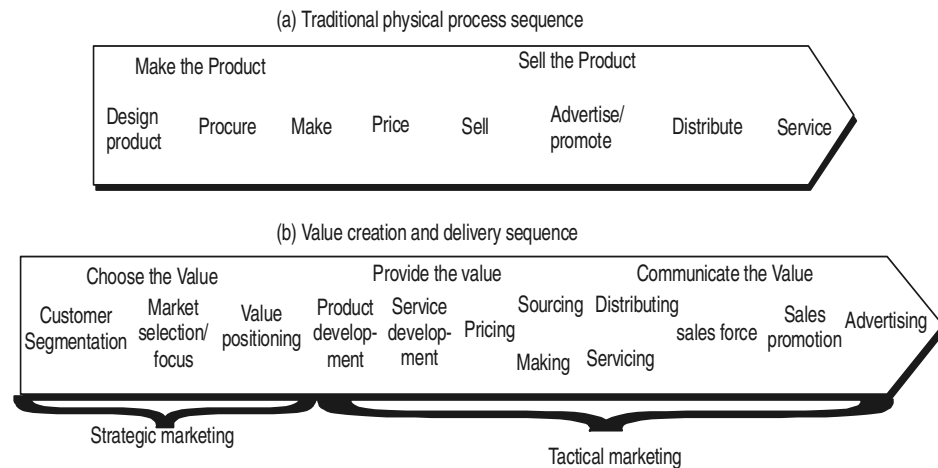 (a) Traditional physical process sequence
Make the Product
Sell the Product
Design
product
Procure
Make
Price
Sell
Advertise/
promote
Distribute
Service
(b) Value creation and delivery sequence
Choose the Value
Provide the value
Communicate the Value
Customer
Segmentation
Market
selection/
focus
Value
positioning
Product
develop-
ment
Service
develop-
ment
Pricing
Sourcing
Making
Distributing
Servicing
sales force
Sales
promotion
Advertising
Strategic marketing
Tactical marketing